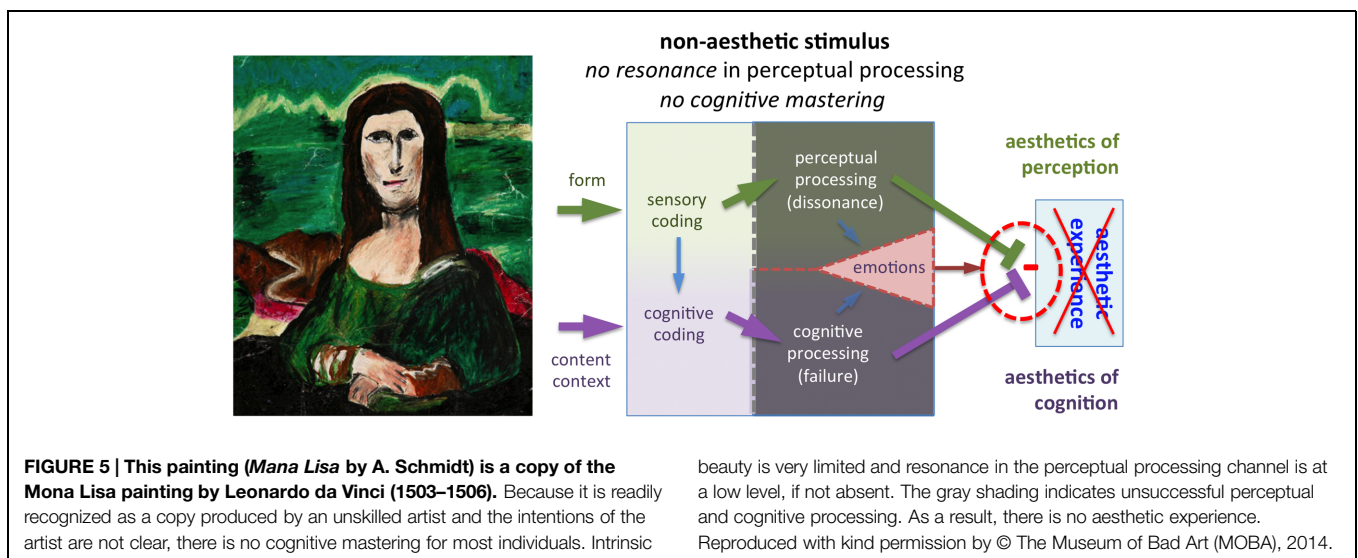 non-aesthetic stimulus
no resonance in perceptual processing
no cognitive mastering
form
content
context
sensory
coding
cognitive
coding
perceptual
processing
(dissonance)
emotions
cognitive
processing
(failure)
aesthetics of
perception
aesthetic
experience
aesthetics of
cognition
FIGURE 5 | This painting (Mana Lisa by A. Schmidt) is a copy of the
Mona Lisa painting by Leonardo da Vinci (1503–1506). Because it is readily
recognized as a copy produced by an unskilled artist and the intentions of the
artist are not clear, there is no cognitive mastering for most individuals. Intrinsic
beauty is very limited and resonance in the perceptual processing channel is at
a low level, if not absent. The gray shading indicates unsuccessful perceptual
and cognitive processing. As a result, there is no aesthetic experience.
Reproduced with kind permission by © The Museum of Bad Art (MOBA), 2014.